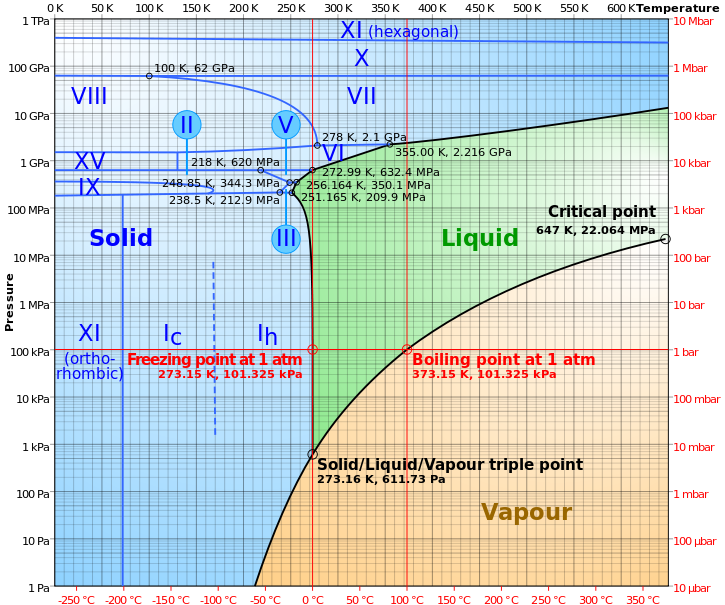 0 K 50 K 100 K 150 K 200 K 250 K 300 K 350 K 400 K 450 K 500 K 550 K 600 K Temperature
1 TPa
10 Mbar
XI (hexagonal)
X
100 GPa
1 Mbar
100 K, 62 GPa
VIII
VII
10 GPa
100 kbar
II
V
278 K, 2.1 GPa
VI
355.00 K, 2.216 GPa
1 GPa
10 kbar
XV
218 K, 620 MPa
272.99 K, 632.4 MPa
IX
248.85 K, 344.3 MPa
256.164 K, 350.1 MPa
238.5 K, 212.9 MPa
251.165 K, 209.9 MPa
100 MPa
1 kbar
Critical point
647 K, 22.064 MPa
Solid
III
Liquid
10 MPa
100 bar
Pressure
1 MPa
10 bar
XI
(ortho-
rhombic)
Ic
Ih
100 kPa
1 bar
Freezing point at 1 atm
273.15 K, 101.325 kPa
Boiling point at 1 atm
373.15 K, 101.325 kPa
10 kPa
100 mbar
1 kPa
10 mbar
Solid/Liquid/Vapour triple point
273.16 K, 611.73 Pa
100 Pa
1 mbar
Vapour
10 Pa
100 µbar
1 Pa
10 µbar
-250 °C -200 °C -150 °C -100 °C -50 °C 0 °C 50 °C 100 °C 150 °C 200 °C 250 °C 300 °C 350 °C